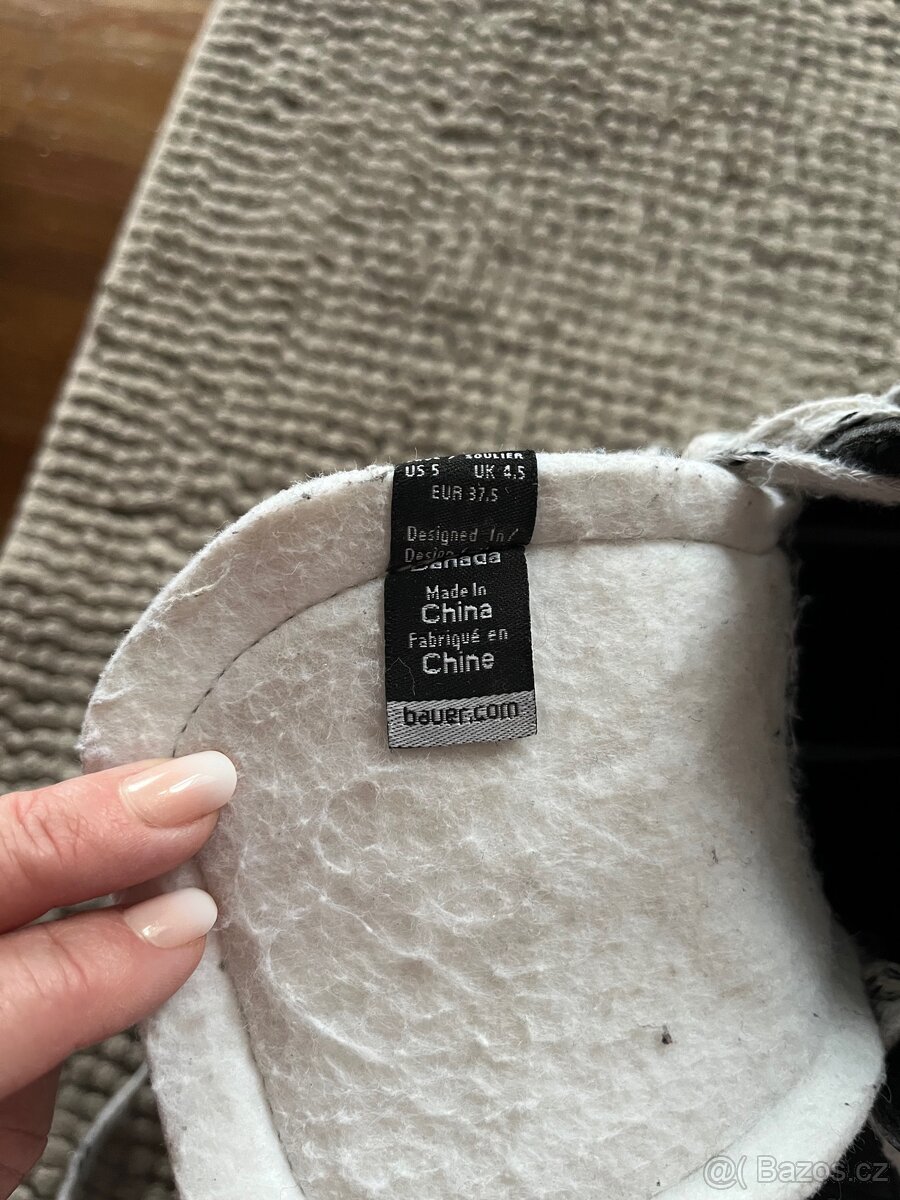 SOULIER
US 5 UK 4.5
EUR 37.5
Designed In/
Canada
Made In
China
Fabriqué en
Chine
bauer.com
@( Bazos.cz